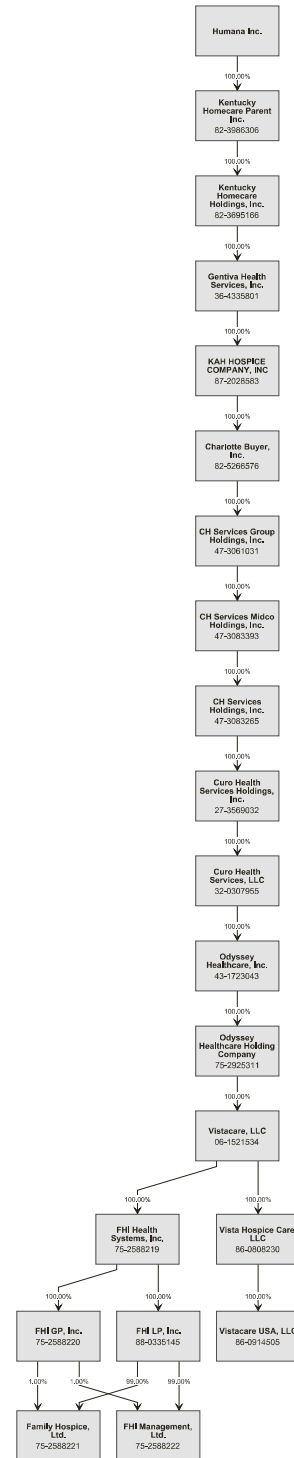 Humana Inc.
100.00%
Kentucky
Homecare Parent
Inc.
82-3986306
100.00%
Kentucky
Homecare
Holdings, Inc.
82-3695166
100.00%
Gentiva Health
Services, Inc.
36-4335801
100.00%
KAH HOSPICE
COMPANY, INC
87-2028583
100.00%
Charlotte Buyer,
Inc.
82-5266576
100.00%
CH Services Group
Holdings, Inc.
47-3061031
100.00%
CH Services Midco
Holdings, Inc.
47-3083393
100.00%
CH Services
Holdings, Inc.
47-3083265
100.00%
Curo Health
Services Holdings,
Inc.
27-3569032
100.00%
Curo Health
Services, LLC
32-0307955
100.00%
Odyssey
Healthcare, Inc.
43-1723043
100.00%
Odyssey
Healthcare Holding
Company
75-2925311
100.00%
Vistacare, LLC
06-1521534
100.00% 100.00%
FHI Health
Systems, Inc.
75-2588219
Vista Hospice Care,
LLC
86-0808230
100.00% 100.00% 100.00%
FHI GP, Inc.
75-2588220
FHI LP, Inc.
88-0335145
Vistacare USA, LLC
86-0914505
1.00% 1.00% 99.00% 99.00%
Family Hospice,
Ltd.
75-2588221
FHI Management,
Ltd.
75-2588222